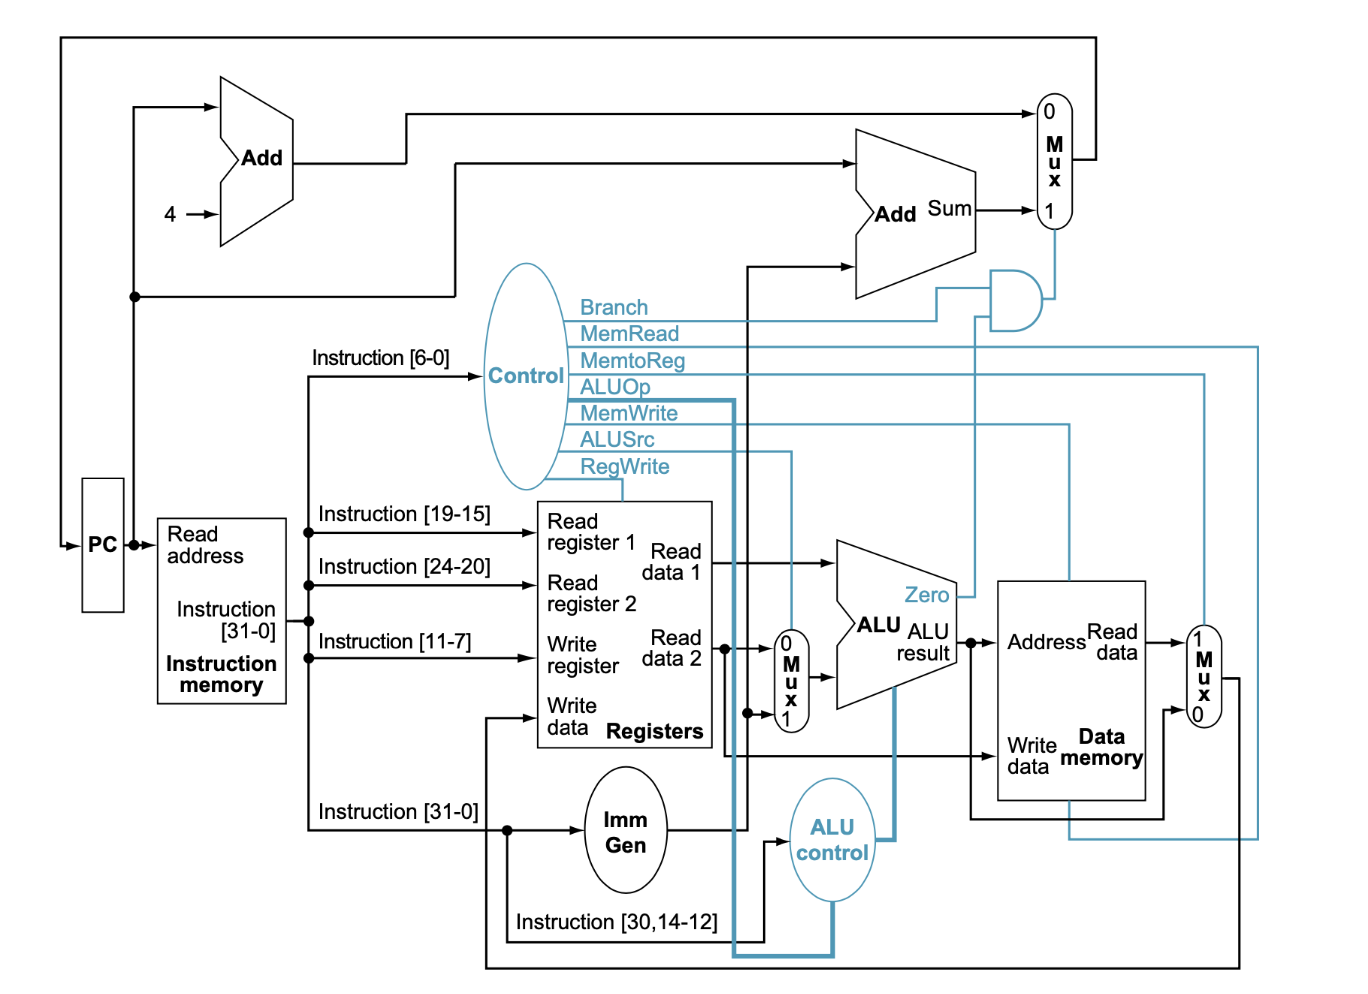 0
M
u
x
1
Add
4
Add
Sum
Branch
MemRead
MemtoReg
ALUOp
MemWrite
ALUSrc
RegWrite
Control
Instruction [6-0]
Instruction [19-15]
Instruction [24-20]
Instruction [11-7]
Instruction [31-0]
Instruction [30,14-12]
PC
Read
address
Instruction
[31-0]
Instruction
memory
Read
register 1
Read
register 2
Write
register
Write
data
Read
data 1
Read
data 2
Registers
0
M
u
x
1
Zero
ALU
ALU
result
Address
Read
data
Write
data
Data
memory
1
M
u
x
0
Imm
Gen
ALU
control